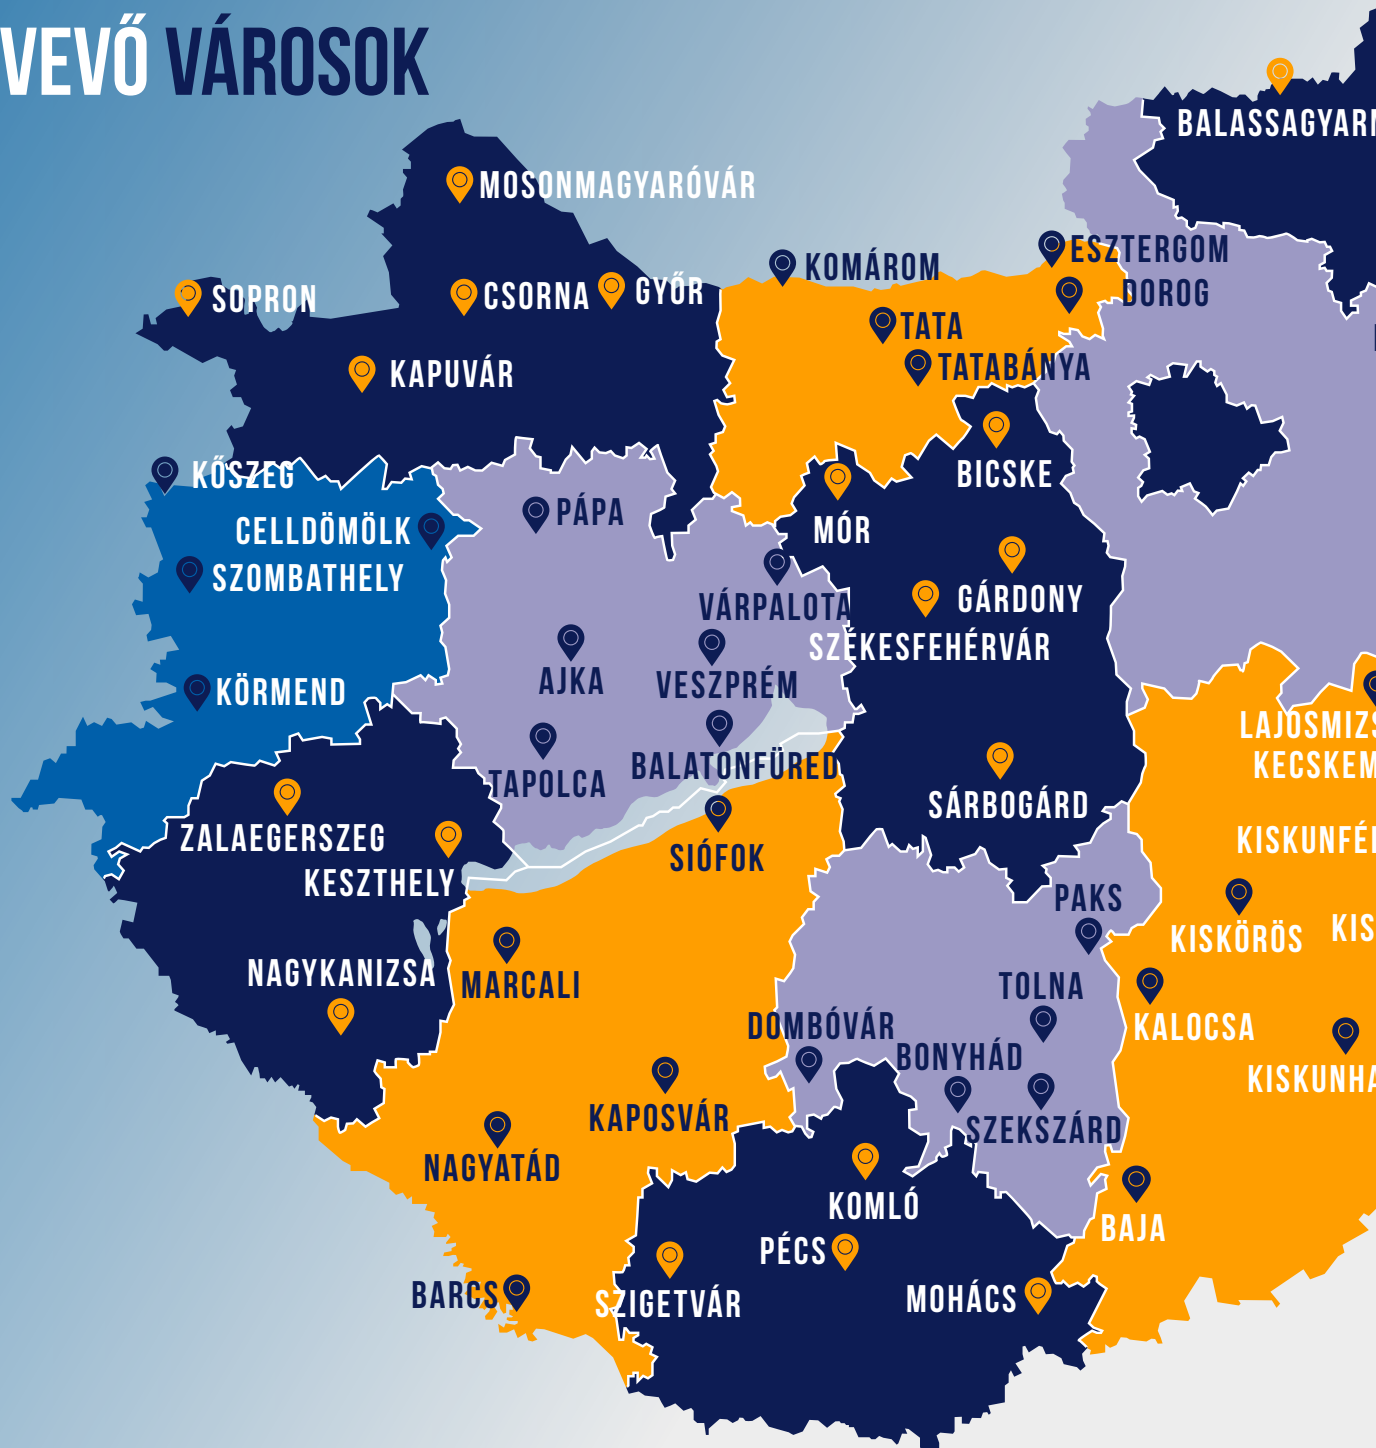 VEVŐ VÁROSOK
BALASSAGYARM
MOSONMAGYARÓVÁR
ESZTERGOM
KOMÁROM
SOPRON
CSORNA
GYŐR
DOROG
TATA
TATABÁNYA
KAPUVÁR
KŐSZEG
BICSKE
PÁPA
CELLDÖMÖLK
MÓR
SZOMBATHELY
VÁRPALOTA
GÁRDONY
SZÉKESFEHÉRVÁR
AJKA
VESZPRÉM
KÖRMEND
LAJOSMIZS
BALATONFÜRED
KECSKEM
TAPOLCA
SÁRBOGÁRD
ZALAEGERSZEG
KISKUNFÉL
SIÓFOK
KESZTHELY
PAKS
KIS
KISKŐRÖS
NAGYKANIZSA
MARCALI
TOLNA
DOMBÓVÁR
KALOCSA
BONYHÁD
KISKUNHA
KAPOSVÁR
SZEKSZÁRD
NAGYATÁD
KOMLÓ
BAJA
PÉCS
BARCS
SZIGETVÁR
MOHÁCS